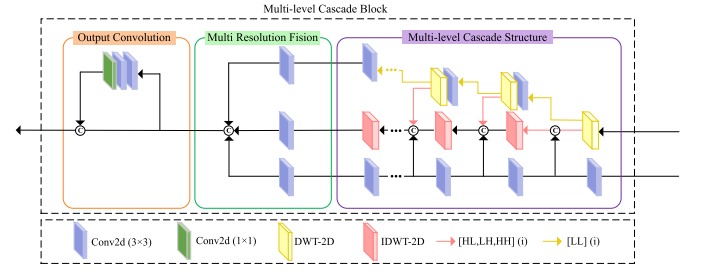 Multi-level Cascade Block
Output Convolution
Multi Resolution Fision
Multi-level Cascade Structure
C
C
C
C
C
Conv2d (3×3)
Conv2d (1×1)
DWT-2D
IDWT-2D
[HL,LH,HH] (i)
[LL] (i)